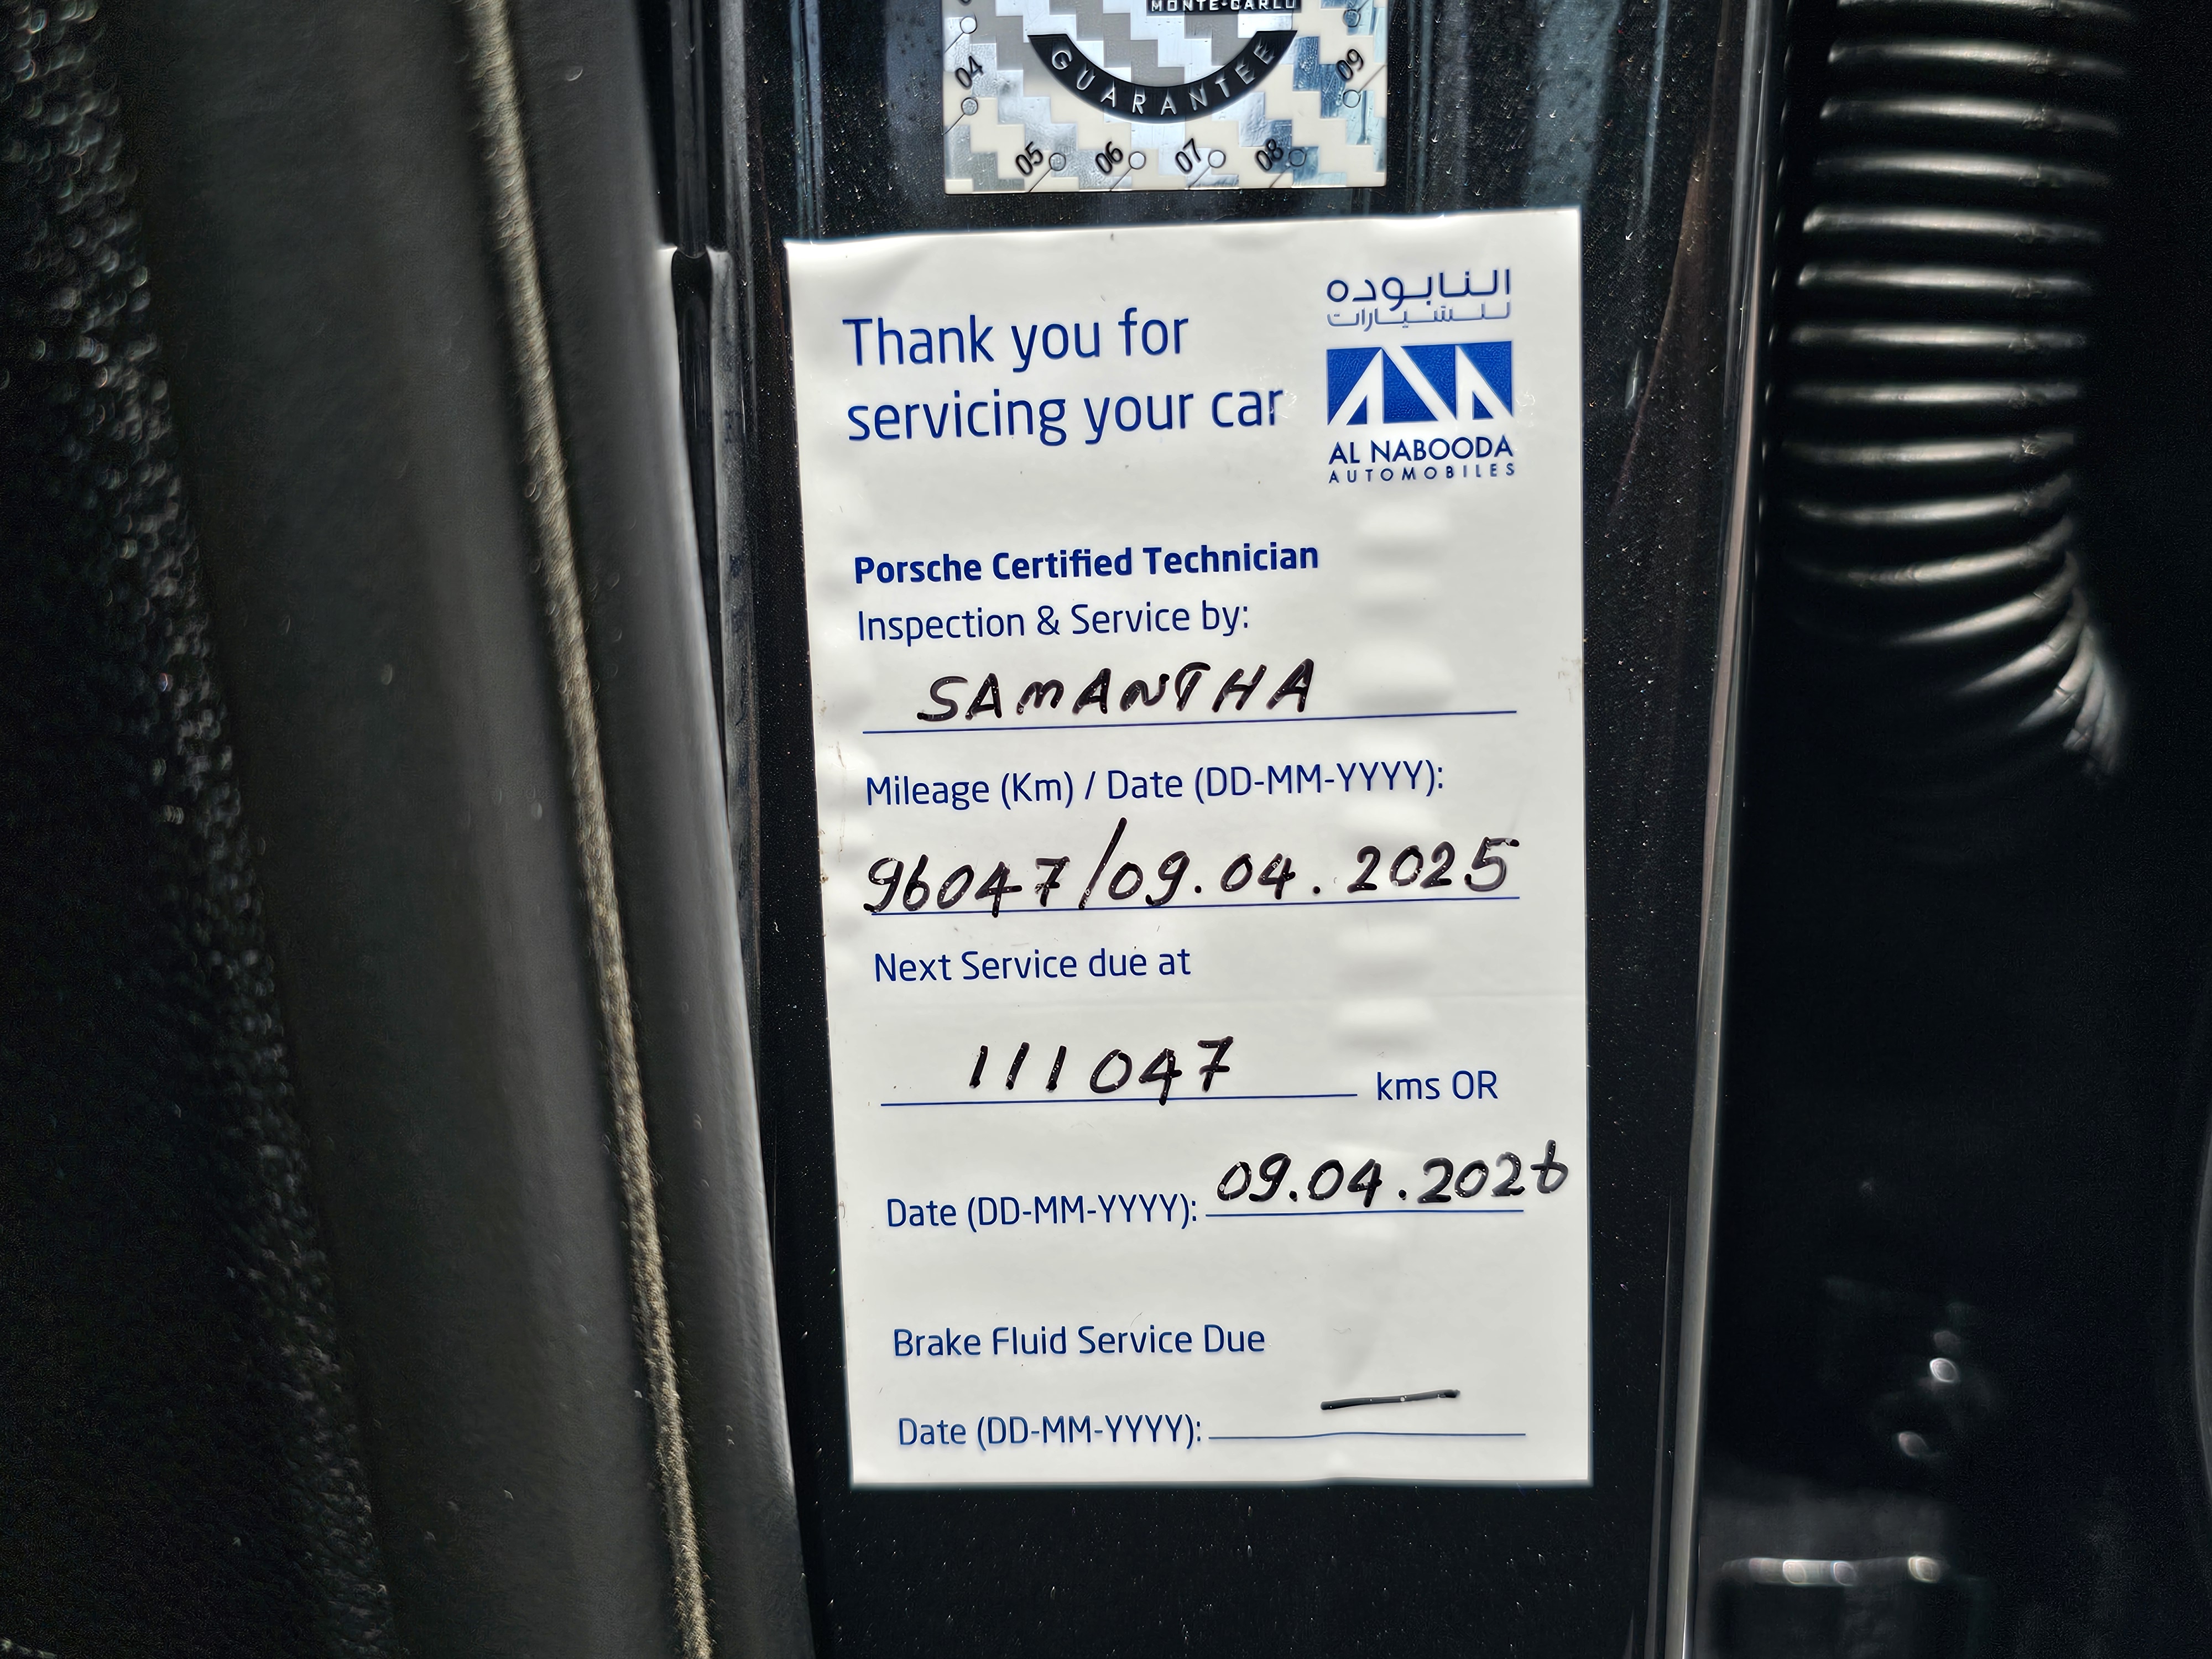 MONTE-CARLO
GUARANTEE
04
05
06
07
08
09
Thank you for
servicing your car
النابوده
للسيارات
AL NABOODA
AUTOMOBILES
Porsche Certified Technician
Inspection & Service by:
SAMANTHA
Mileage (Km) / Date (DD-MM-YYYY):
96047/09.04.2025
Next Service due at
111047 kms OR
Date (DD-MM-YYYY): 09.04.2026
Brake Fluid Service Due
Date (DD-MM-YYYY): —